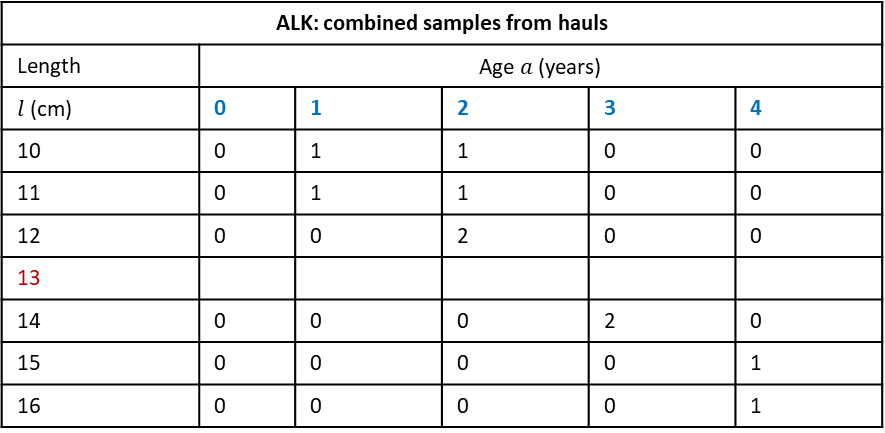 ALK: combined samples from hauls
Length Age a (years)
l (cm) 0 1 2 3 4
10 0 1 1 0 0
11 0 1 1 0 0
12 0 0 2 0 0
13
14 0 0 0 2 0
15 0 0 0 0 1
16 0 0 0 0 1